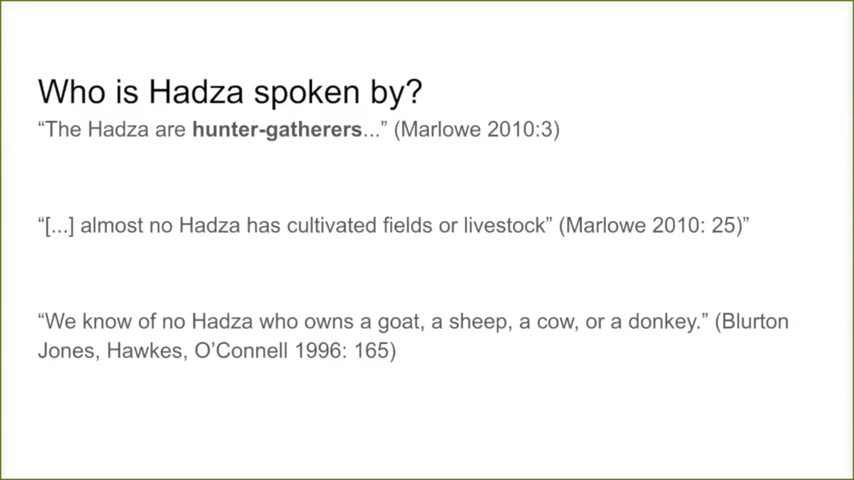 Who is Hadza spoken by?
“The Hadza are hunter-gatherers...” (Marlowe 2010:3)
“[...] almost no Hadza has cultivated fields or livestock” (Marlowe 2010: 25)”
“We know of no Hadza who owns a goat, a sheep, a cow, or a donkey.” (Blurton
Jones, Hawkes, O’Connell 1996: 165)